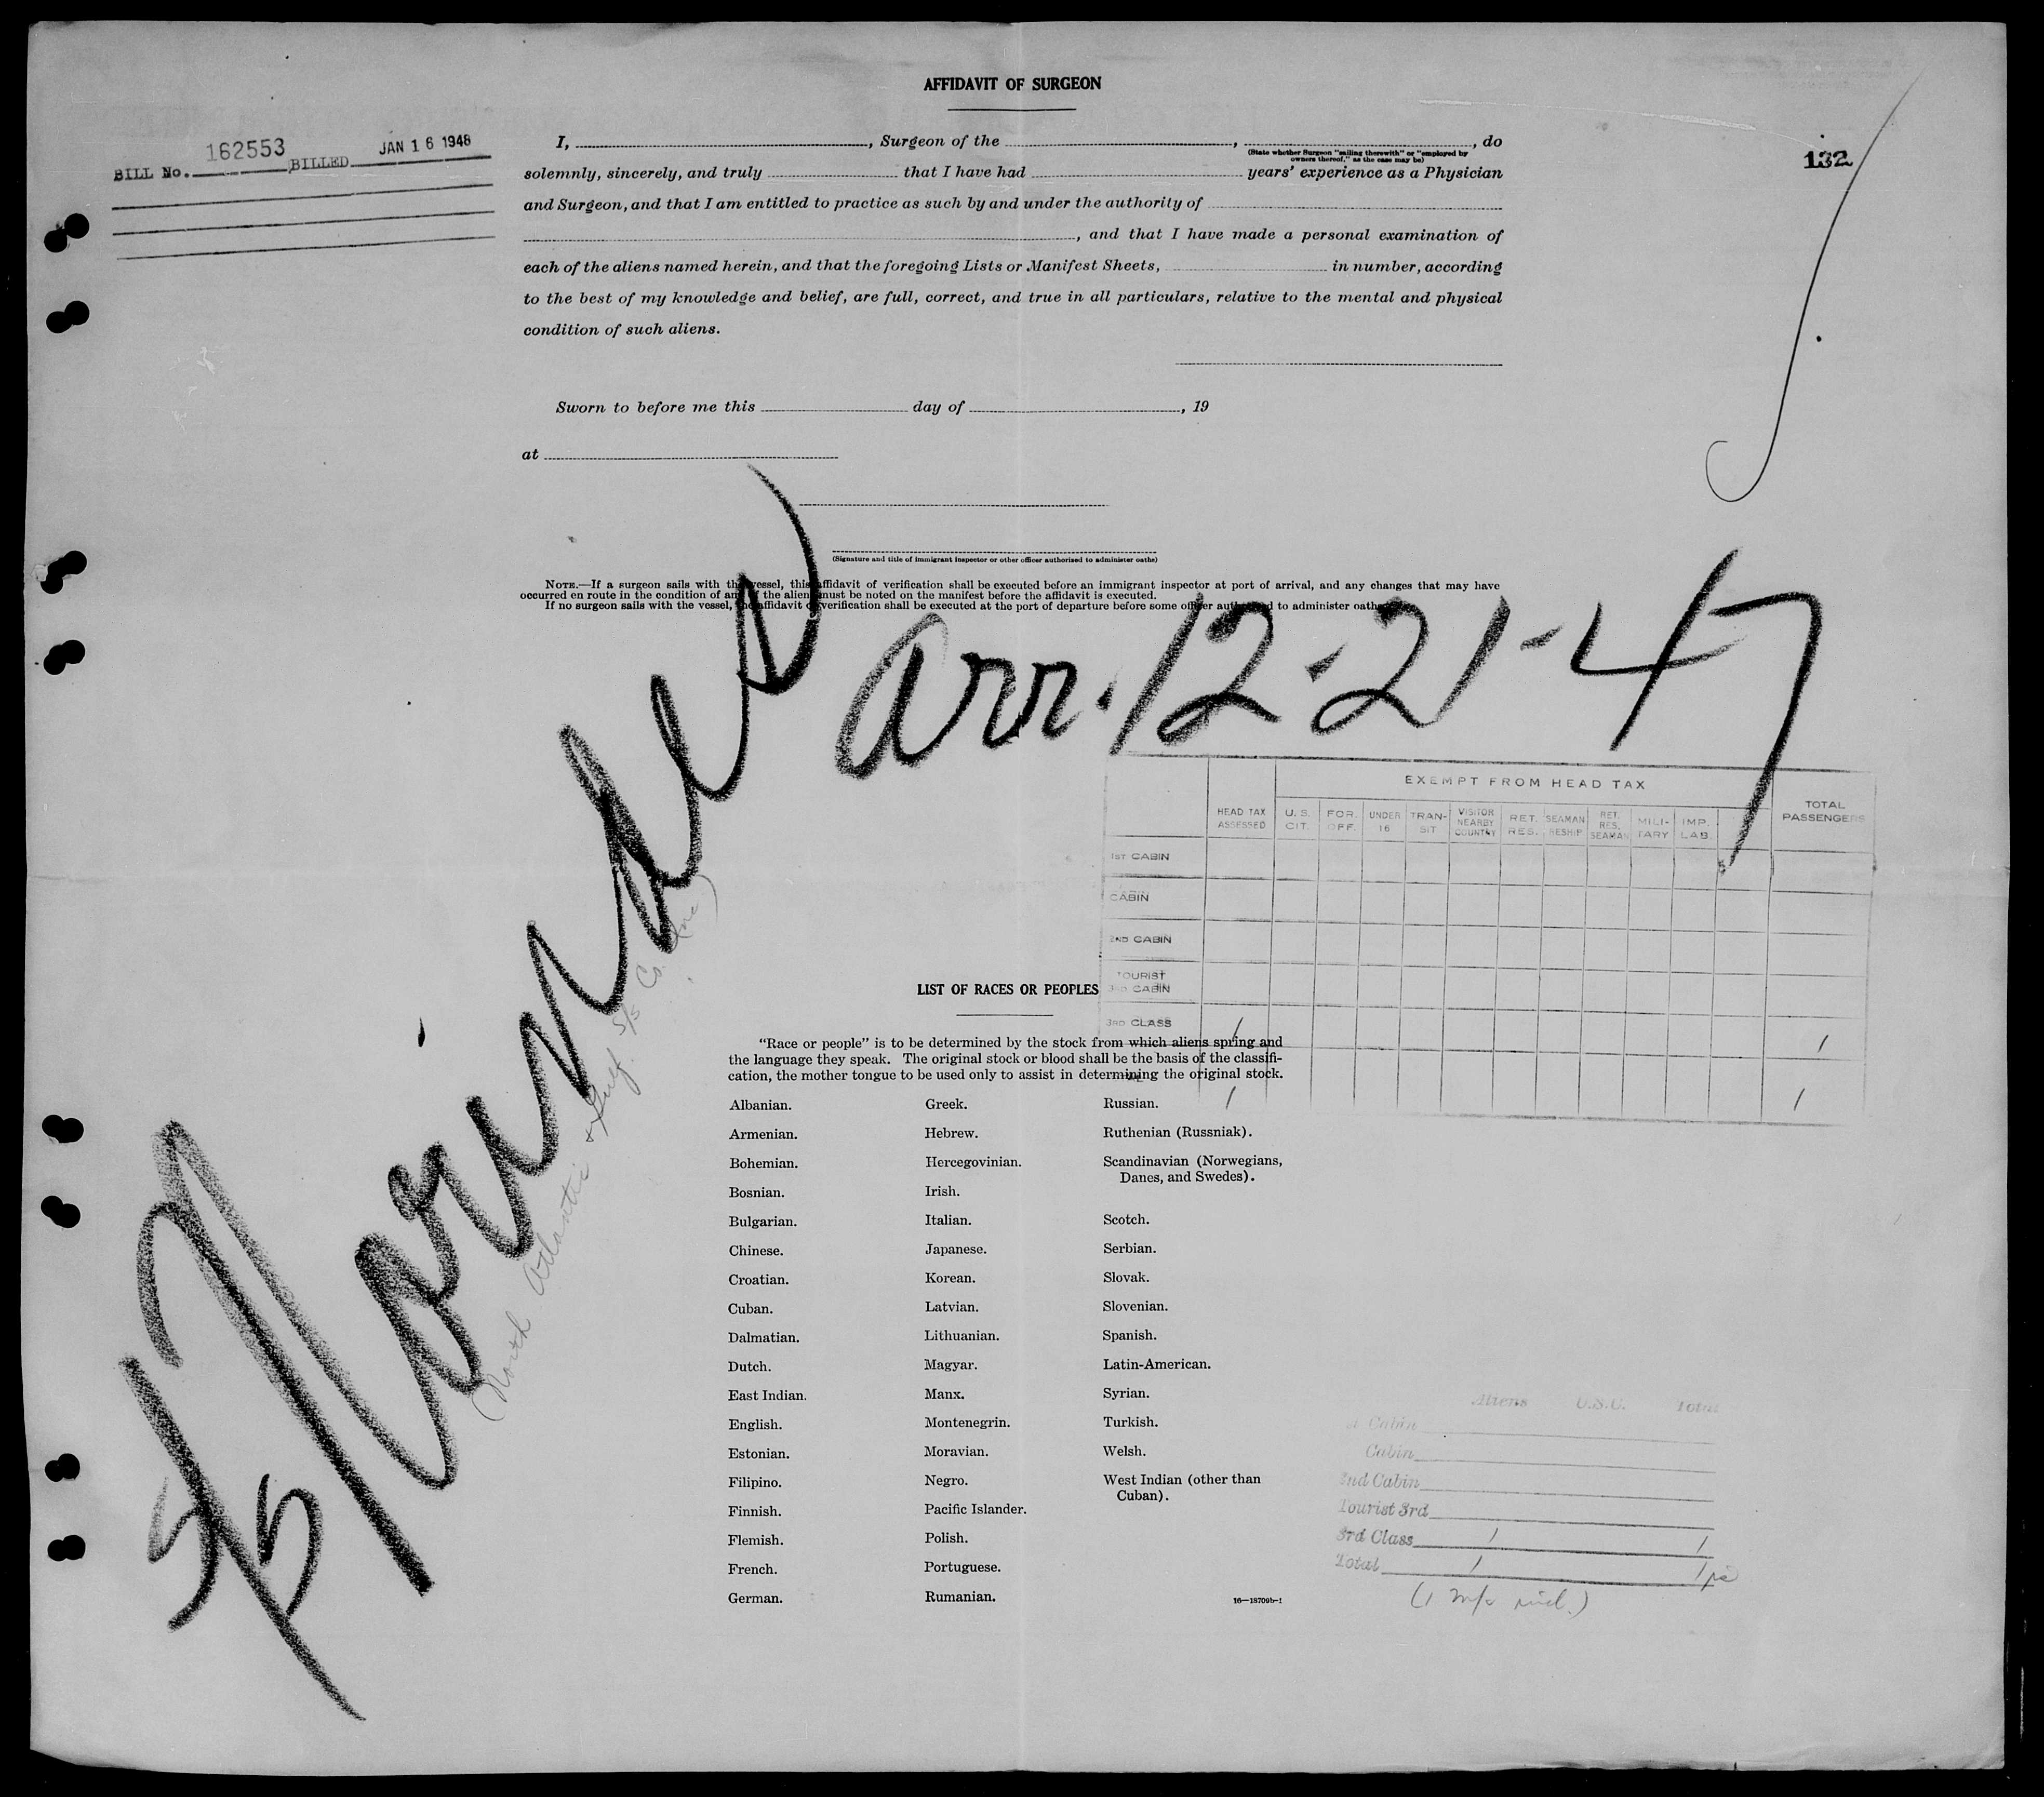 AFFIDAVIT OF SURGEON
BILL No. 162553 BILLED JAN 16 1948
132
I, , Surgeon of the , , do
(State whether Surgeon "sailing therewith" or "employed by
owners thereof," as the case may be)
solemnly, sincerely, and truly that I have had years' experience as a Physician
and Surgeon, and that I am entitled to practice as such by and under the authority of
, and that I have made a personal examination of
each of the aliens named herein, and that the foregoing Lists or Manifest Sheets, in number, according
to the best of my knowledge and belief, are full, correct, and true in all particulars, relative to the mental and physical
condition of such aliens.
Sworn to before me this day of , 19
at
(Signature and title of immigrant inspector or other officer authorized to administer oaths)
NOTE.—If a surgeon sails with the vessel, this affidavit of verification shall be executed before an immigrant inspector at port of arrival, and any changes that may have
occurred en route in the condition of any of the aliens must be noted on the manifest before the affidavit is executed.
If no surgeon sails with the vessel, the affidavit of verification shall be executed at the port of departure before some officer authorized to administer oaths.
Arr. 12-21-47
S/S
(North Atlantic & Gulf S/S Co. Inc)
EXEMPT FROM HEAD TAX
HEAD TAX ASSESSED
U.S. CIT.
FOR. OFF.
UNDER 16
TRANSIT
VISITOR NEARBY COUNTRY
RET. RES.
SEAMAN RESHIP
RET. RES. SEAMAN
MILITARY
IMP. LAB.
TOTAL PASSENGERS
1ST CABIN
CABIN
2ND CABIN
TOURIST 3RD CABIN
3RD CLASS 1 1
1 1
LIST OF RACES OR PEOPLES
"Race or people" is to be determined by the stock from which aliens spring and
the language they speak. The original stock or blood shall be the basis of the classifi-
cation, the mother tongue to be used only to assist in determining the original stock.
Albanian. Greek. Russian.
Armenian. Hebrew. Ruthenian (Russniak).
Bohemian. Hercegovinian. Scandinavian (Norwegians,
Danes, and Swedes).
Bosnian. Irish.
Bulgarian. Italian. Scotch.
Chinese. Japanese. Serbian.
Croatian. Korean. Slovak.
Cuban. Latvian. Slovenian.
Dalmatian. Lithuanian. Spanish.
Dutch. Magyar. Latin-American.
East Indian. Manx. Syrian.
English. Montenegrin. Turkish.
Estonian. Moravian. Welsh.
Filipino. Negro. West Indian (other than
Cuban).
Finnish. Pacific Islander.
Flemish. Polish.
French. Portuguese.
German. Rumanian.
16—18709b-1
Aliens U.S.C. Total
Cabin
Cabin
2nd Cabin
Tourist 3rd
3rd Class 1 1
Total 1 1